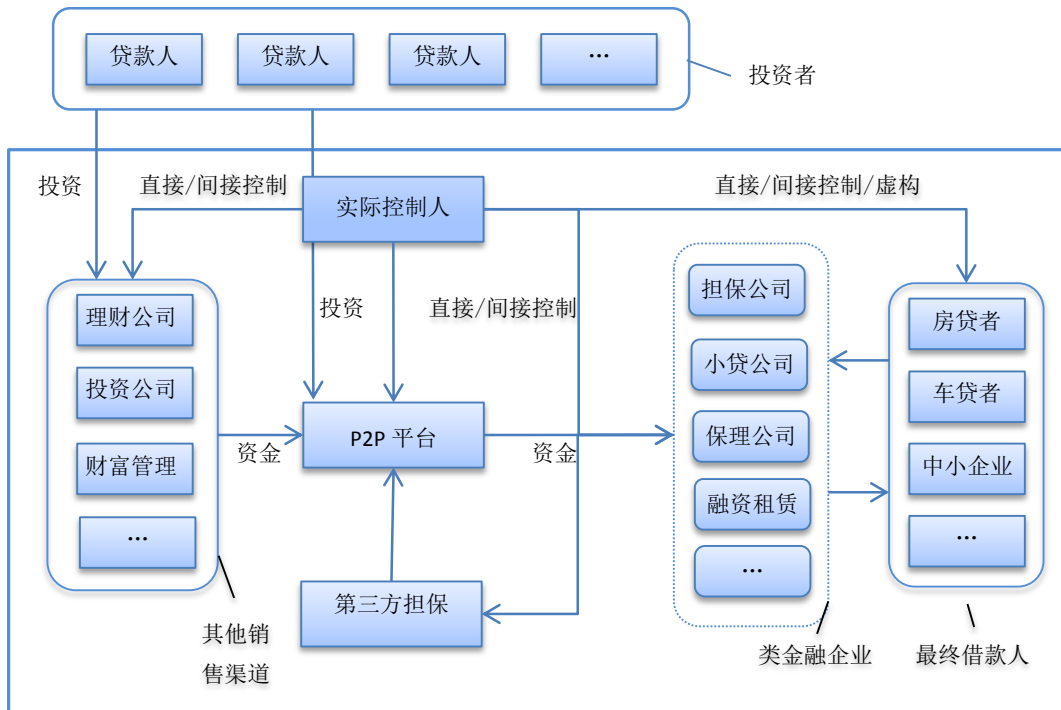 贷款人
贷款人
贷款人
…
投资者
投资
直接/间接控制
实际控制人
直接/间接控制/虚构
理财公司
投资公司
财富管理
…
其他销
售渠道
资金
投资
直接/间接控制
P2P 平台
资金
第三方担保
担保公司
小贷公司
保理公司
融资租赁
…
类金融企业
房贷者
车贷者
中小企业
…
最终借款人